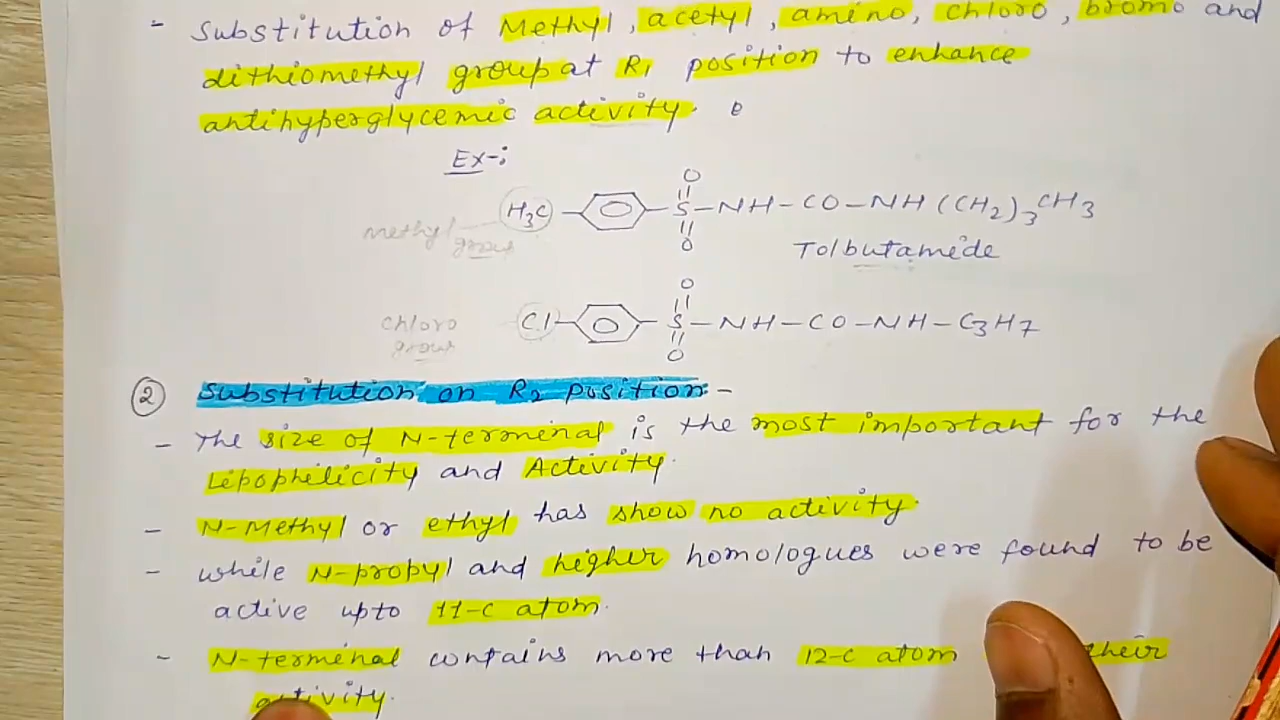 - Substitution of Methyl, acetyl, amino, chloro, bromo and
dithiomethyl group at R1 position to enhance
antihyperglycemic activity.
Ex-:
H3C- -S-NH-CO-NH(CH2)3CH3
O
O
methyl group
Tolbutamide
Cl- -S-NH-CO-NH-C3H7
O
O
chloro group
② Substitution on R2 position -
- The size of N-terminal is the most important for the
Lipophilicity and Activity.
- N-Methyl or ethyl has show no activity.
- while N-propyl and higher homologues were found to be
active upto 11-C atom.
- N-terminal contains more than 12-C atom their
activity.